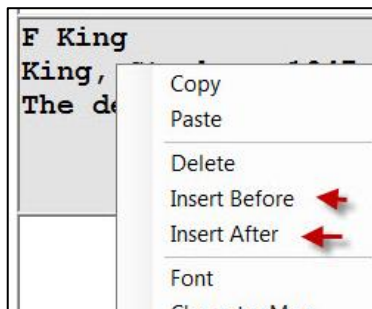 F King
King,
The de
Copy
Paste
Delete
Insert Before
Insert After
Font